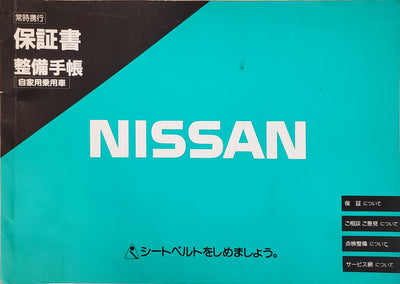 常時携行
保証書
整備手帳
自家用乗用車
NISSAN
シートベルトをしめましょう。
保 証 について
ご相談 ご意見 について
点検整備 について
サービス網 について